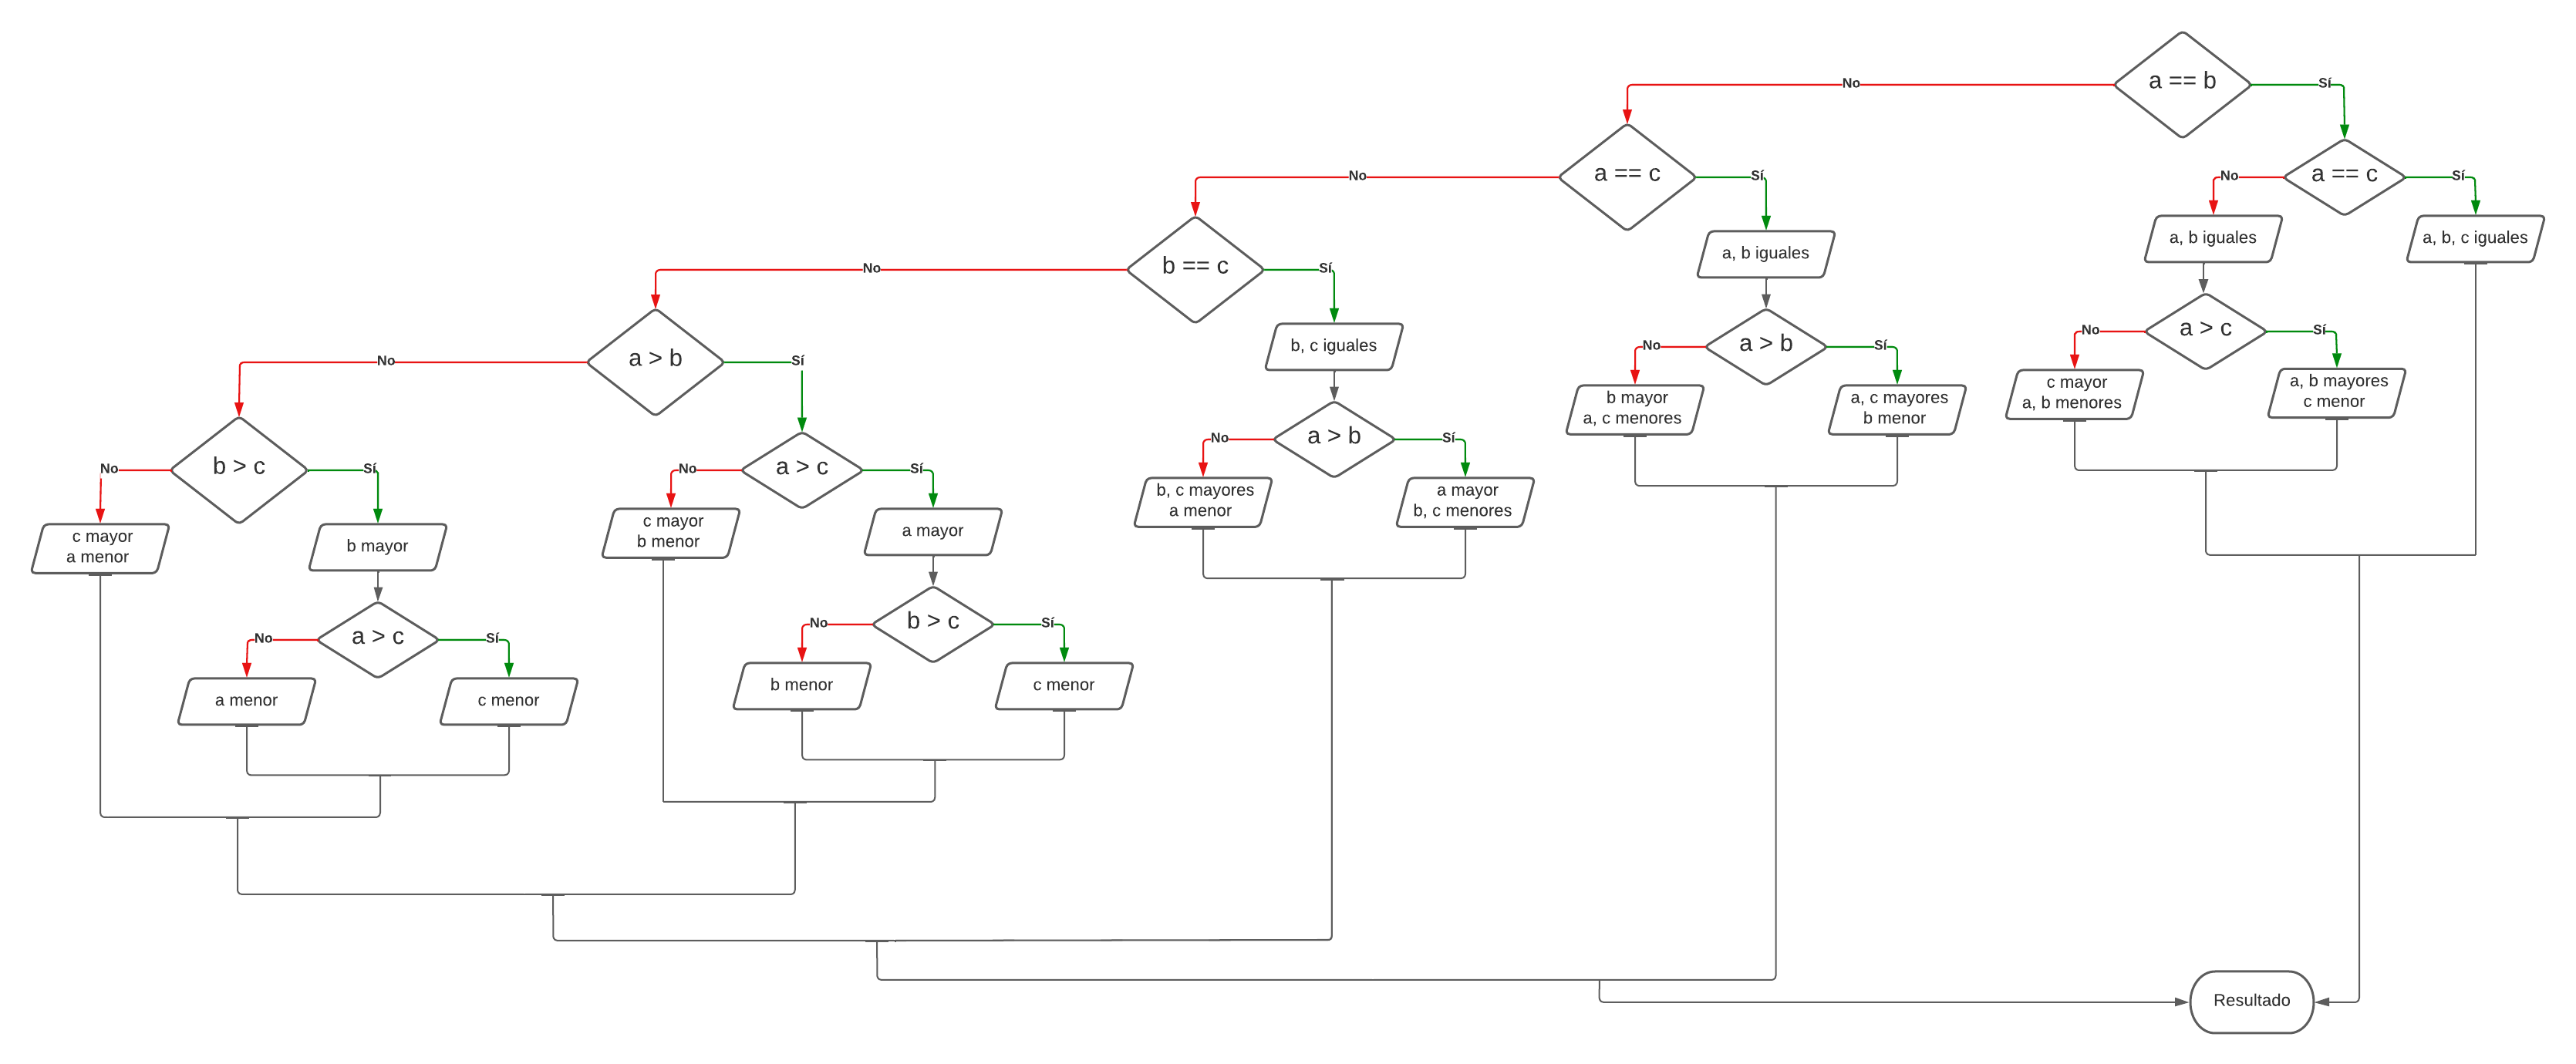 a == b
No
Sí
a == c
No
Sí
a == c
No
Sí
a, b iguales
a, b, c iguales
a, b iguales
b == c
No
Sí
a > c
No
Sí
a > b
No
Sí
b, c iguales
a > b
No
Sí
c mayor
a, b menores
a, b mayores
c menor
b mayor
a, c menores
a, c mayores
b menor
a > b
No
Sí
b > c
No
Sí
a > c
No
Sí
b, c mayores
a menor
a mayor
b, c menores
c mayor
a menor
b mayor
c mayor
b menor
a mayor
a > c
No
Sí
b > c
No
Sí
a menor
c menor
b menor
c menor
Resultado